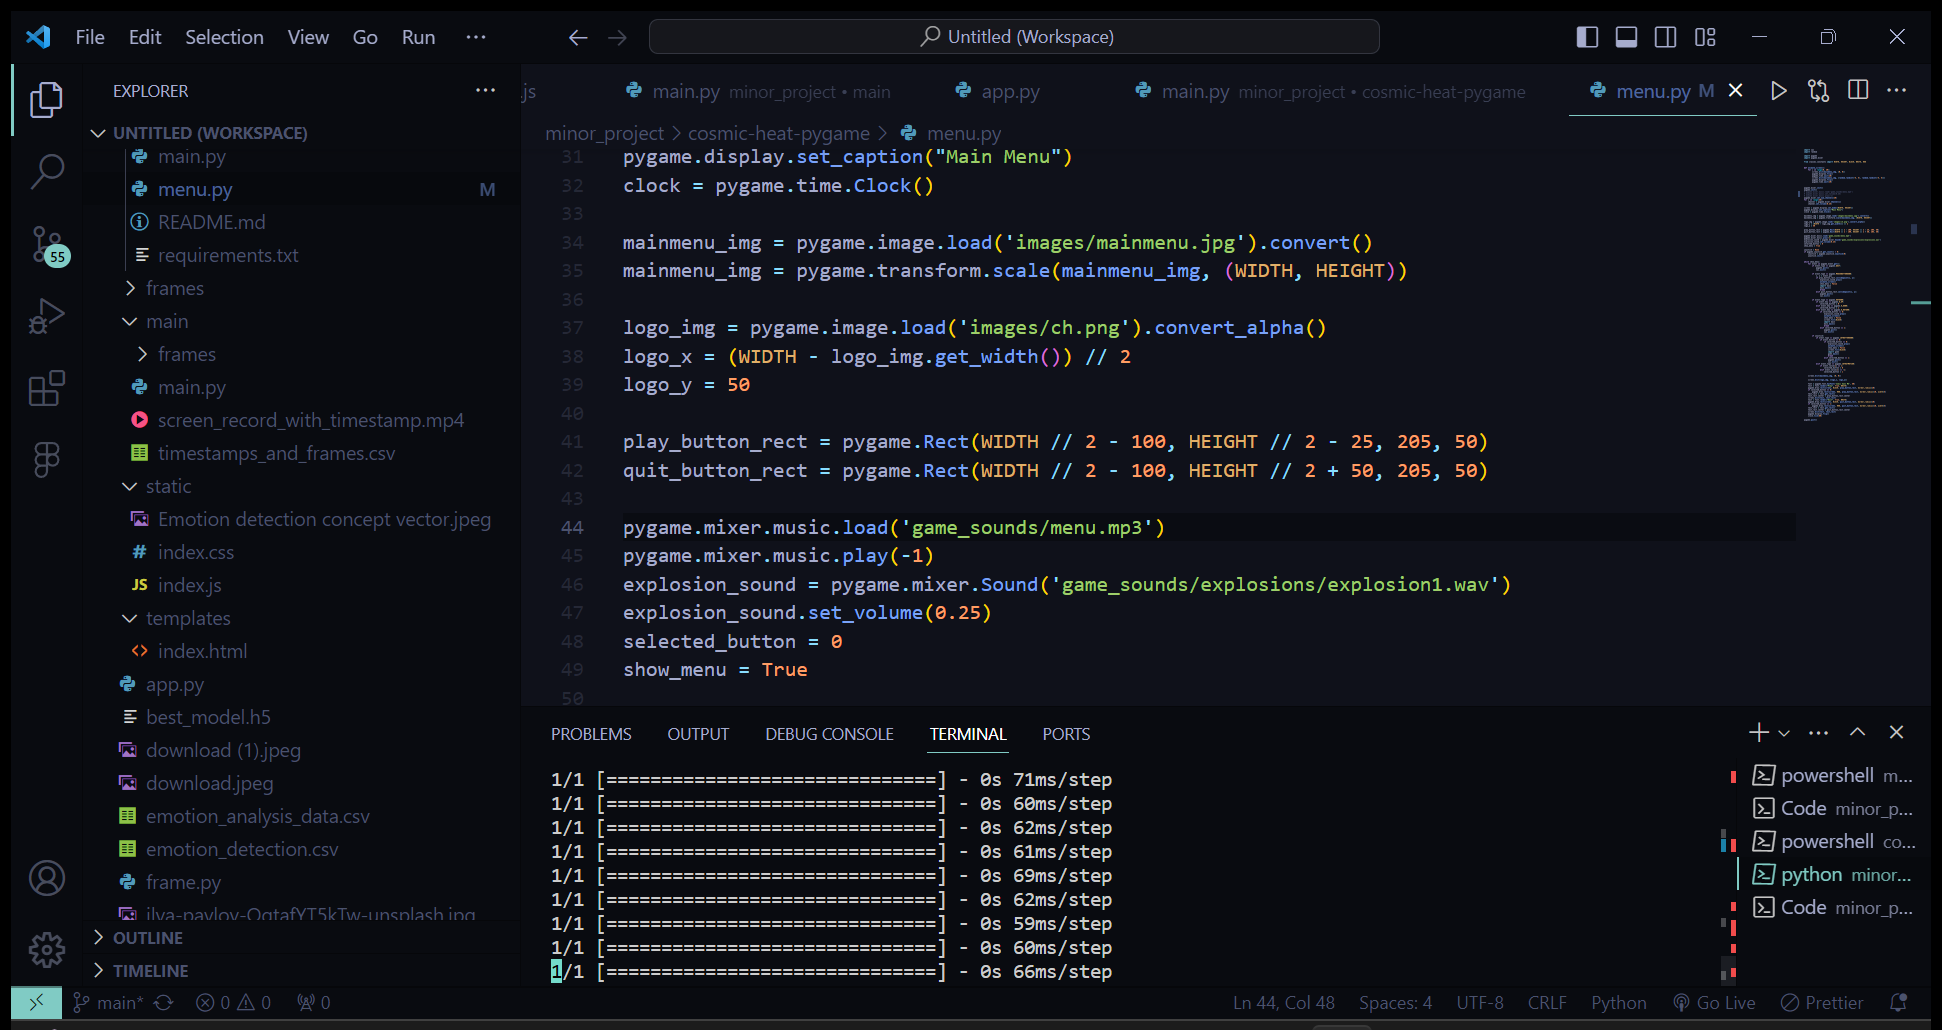 File Edit Selection View Go Run ···
Untitled (Workspace)
EXPLORER ···
UNTITLED (WORKSPACE)
main.py
menu.py M
README.md
requirements.txt
frames
main
frames
main.py
screen_record_with_timestamp.mp4
timestamps_and_frames.csv
static
Emotion detection concept vector.jpeg
# index.css
JS index.js
templates
<> index.html
app.py
best_model.h5
download (1).jpeg
download.jpeg
emotion_analysis_data.csv
emotion_detection.csv
frame.py
OUTLINE
TIMELINE
55
.js
main.py minor_project • main
app.py
main.py minor_project • cosmic-heat-pygame
menu.py M
minor_project > cosmic-heat-pygame > menu.py
31 pygame.display.set_caption("Main Menu")
32 clock = pygame.time.Clock()
33
34 mainmenu_img = pygame.image.load('images/mainmenu.jpg').convert()
35 mainmenu_img = pygame.transform.scale(mainmenu_img, (WIDTH, HEIGHT))
36
37 logo_img = pygame.image.load('images/ch.png').convert_alpha()
38 logo_x = (WIDTH - logo_img.get_width()) // 2
39 logo_y = 50
40
41 play_button_rect = pygame.Rect(WIDTH // 2 - 100, HEIGHT // 2 - 25, 205, 50)
42 quit_button_rect = pygame.Rect(WIDTH // 2 - 100, HEIGHT // 2 + 50, 205, 50)
43
44 pygame.mixer.music.load('game_sounds/menu.mp3')
45 pygame.mixer.music.play(-1)
46 explosion_sound = pygame.mixer.Sound('game_sounds/explosions/explosion1.wav')
47 explosion_sound.set_volume(0.25)
48 selected_button = 0
49 show_menu = True
50
PROBLEMS OUTPUT DEBUG CONSOLE TERMINAL PORTS
1/1 [==============================] - 0s 71ms/step
1/1 [==============================] - 0s 60ms/step
1/1 [==============================] - 0s 62ms/step
1/1 [==============================] - 0s 61ms/step
1/1 [==============================] - 0s 69ms/step
1/1 [==============================] - 0s 62ms/step
1/1 [==============================] - 0s 59ms/step
1/1 [==============================] - 0s 60ms/step
1/1 [==============================] - 0s 66ms/step
powershell m...
Code minor_p...
powershell co...
python minor...
Code minor_p...
main* 0 0 0
Ln 44, Col 48 Spaces: 4 UTF-8 CRLF Python Go Live Prettier